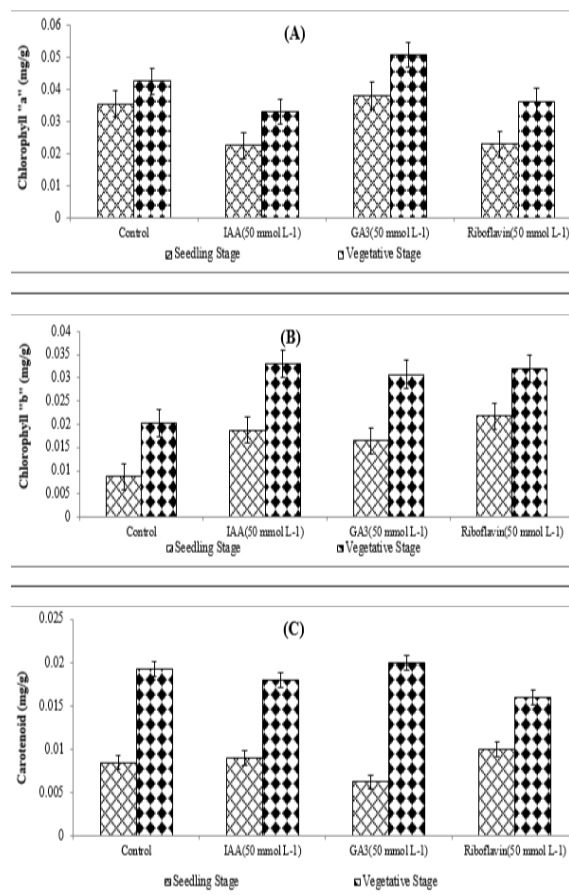 (A)
Chlorophyll "a" (mg/g)
0.06
0.05
0.04
0.03
0.02
0.01
0
Control IAA(50 mmol L-1) GA3(50 mmol L-1) Riboflavin(50 mmol L-1)
Seedling Stage Vegetative Stage
(B)
Chlorophyll "b" (mg/g)
0.04
0.035
0.03
0.025
0.02
0.015
0.01
0.005
0
Control IAA(50 mmol L-1) GA3(50 mmol L-1) Riboflavin(50 mmol L-1)
Seedling Stage Vegetative Stage
(C)
Carotenoid (mg/g)
0.025
0.02
0.015
0.01
0.005
0
Control IAA(50 mmol L-1) GA3(50 mmol L-1) Riboflavin(50 mmol L-1)
Seedling Stage Vegetative Stage